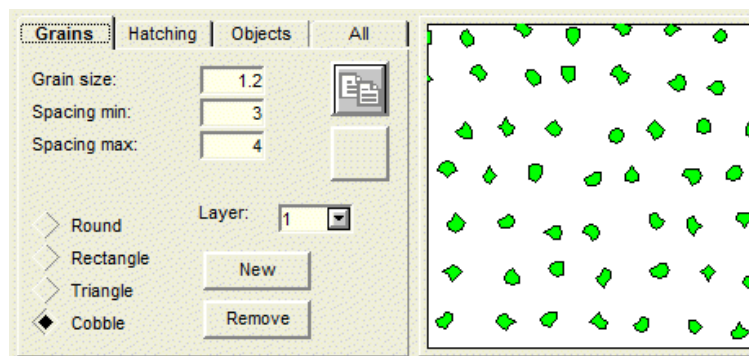 Grains Hatching Objects All
Grain size: 1.2
Spacing min: 3
Spacing max: 4
Layer: 1
Round
Rectangle
Triangle
Cobble
New
Remove